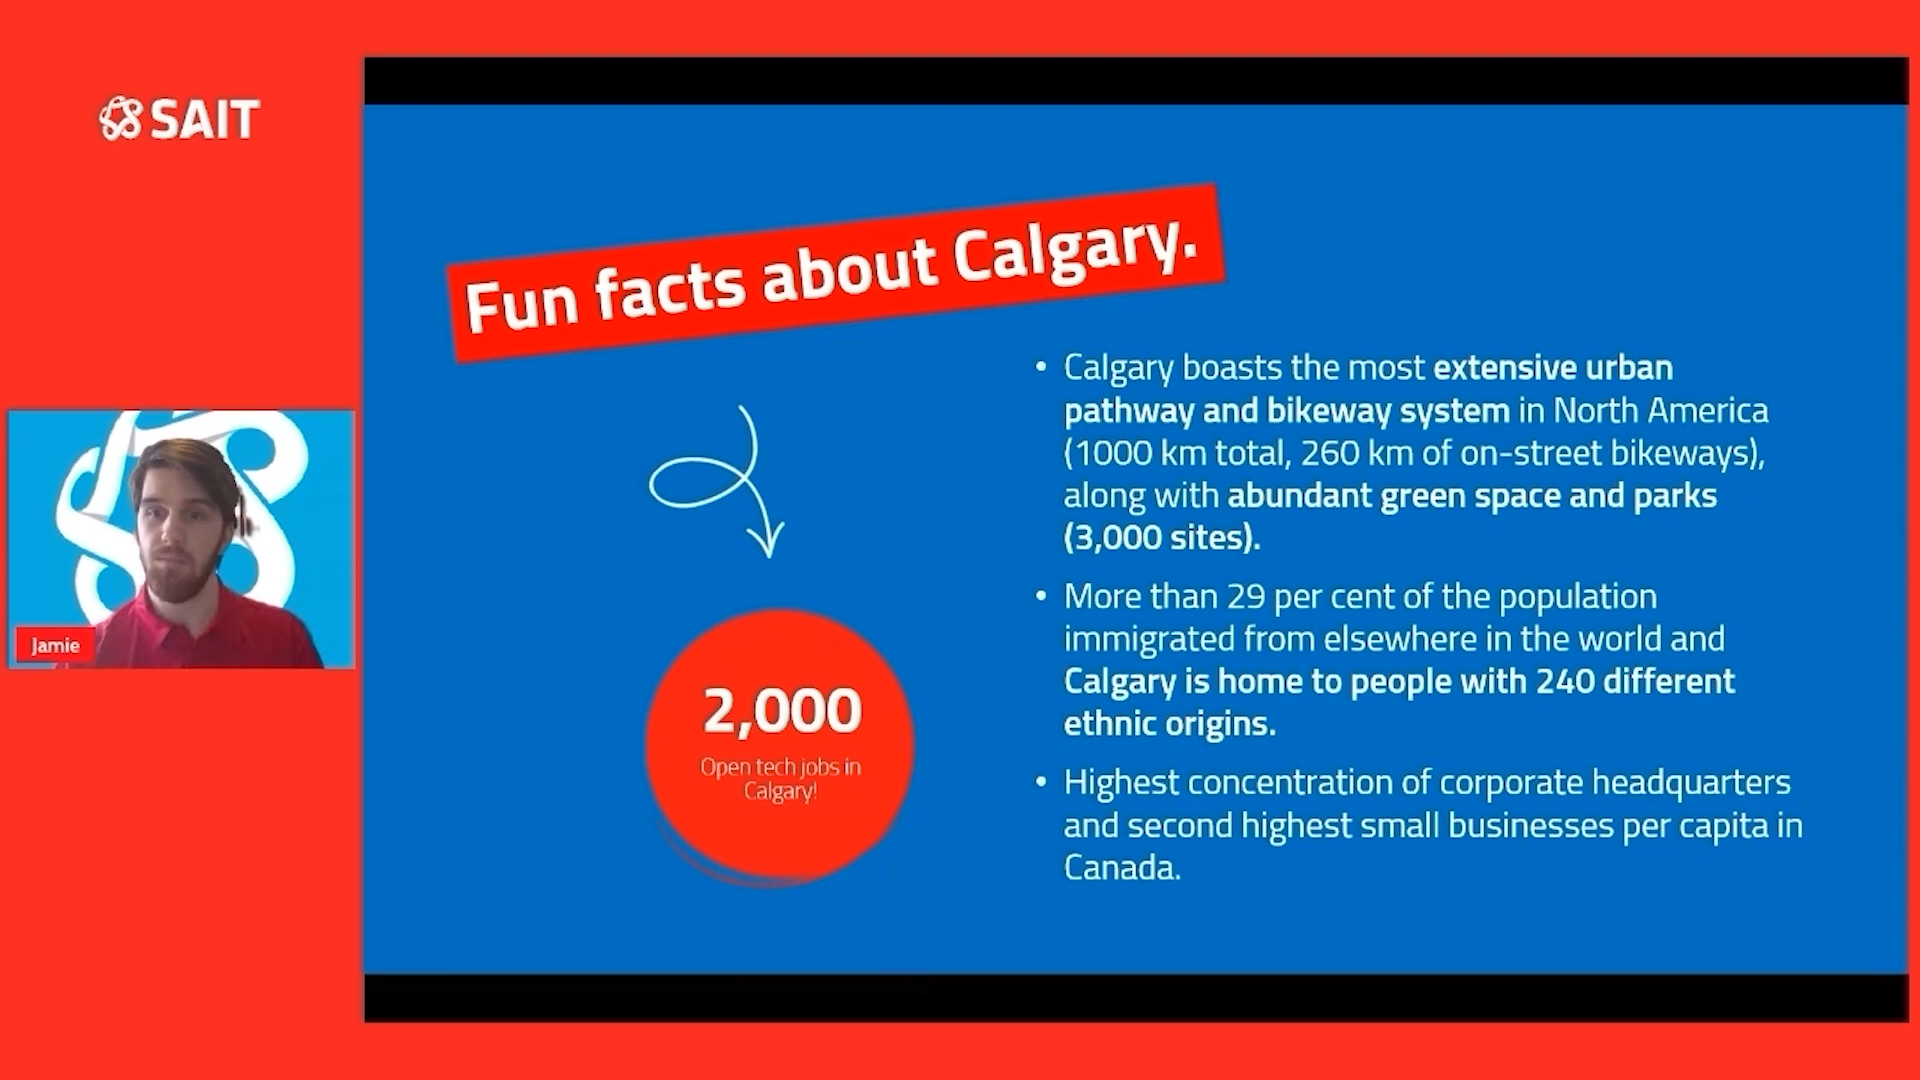 SAIT
Fun facts about Calgary.
Jamie
2,000
Open tech jobs in
Calgary!
• Calgary boasts the most extensive urban
pathway and bikeway system in North America
(1000 km total, 260 km of on-street bikeways),
along with abundant green space and parks
(3,000 sites).
• More than 29 per cent of the population
immigrated from elsewhere in the world and
Calgary is home to people with 240 different
ethnic origins.
• Highest concentration of corporate headquarters
and second highest small businesses per capita in
Canada.